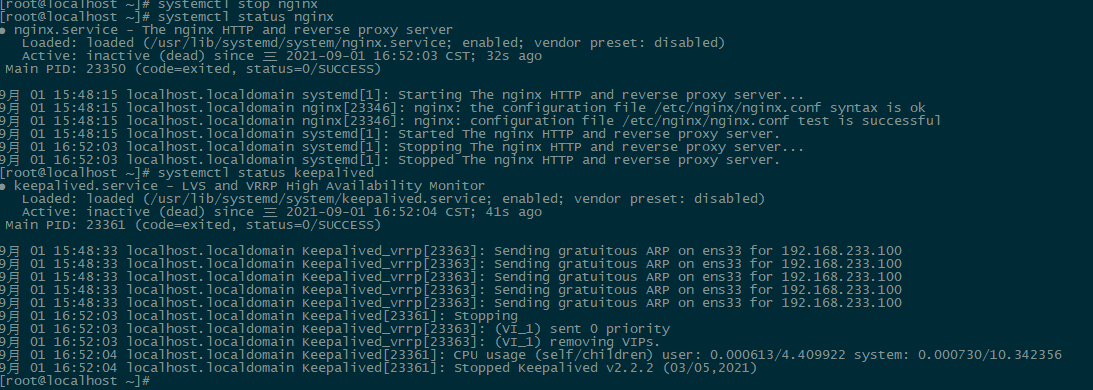 [root@localhost ~]# systemctl stop nginx
[root@localhost ~]# systemctl status nginx
● nginx.service - The nginx HTTP and reverse proxy server
   Loaded: loaded (/usr/lib/systemd/system/nginx.service; enabled; vendor preset: disabled)
   Active: inactive (dead) since 三 2021-09-01 16:52:03 CST; 32s ago
 Main PID: 23350 (code=exited, status=0/SUCCESS)
9月 01 15:48:15 localhost.localdomain systemd[1]: Starting The nginx HTTP and reverse proxy server...
9月 01 15:48:15 localhost.localdomain nginx[23346]: nginx: the configuration file /etc/nginx/nginx.conf syntax is ok
9月 01 15:48:15 localhost.localdomain nginx[23346]: nginx: configuration file /etc/nginx/nginx.conf test is successful
9月 01 15:48:15 localhost.localdomain systemd[1]: Started The nginx HTTP and reverse proxy server.
9月 01 16:52:03 localhost.localdomain systemd[1]: Stopping The nginx HTTP and reverse proxy server...
9月 01 16:52:03 localhost.localdomain systemd[1]: Stopped The nginx HTTP and reverse proxy server.
[root@localhost ~]# systemctl status keepalived
● keepalived.service - LVS and VRRP High Availability Monitor
   Loaded: loaded (/usr/lib/systemd/system/keepalived.service; enabled; vendor preset: disabled)
   Active: inactive (dead) since 三 2021-09-01 16:52:04 CST; 41s ago
 Main PID: 23361 (code=exited, status=0/SUCCESS)
9月 01 15:48:33 localhost.localdomain Keepalived_vrrp[23363]: Sending gratuitous ARP on ens33 for 192.168.233.100
9月 01 15:48:33 localhost.localdomain Keepalived_vrrp[23363]: Sending gratuitous ARP on ens33 for 192.168.233.100
9月 01 15:48:33 localhost.localdomain Keepalived_vrrp[23363]: Sending gratuitous ARP on ens33 for 192.168.233.100
9月 01 15:48:33 localhost.localdomain Keepalived_vrrp[23363]: Sending gratuitous ARP on ens33 for 192.168.233.100
9月 01 15:48:33 localhost.localdomain Keepalived_vrrp[23363]: Sending gratuitous ARP on ens33 for 192.168.233.100
9月 01 16:52:03 localhost.localdomain Keepalived[23361]: Stopping
9月 01 16:52:03 localhost.localdomain Keepalived_vrrp[23363]: (VI_1) sent 0 priority
9月 01 16:52:03 localhost.localdomain Keepalived_vrrp[23363]: (VI_1) removing VIPs.
9月 01 16:52:04 localhost.localdomain Keepalived[23361]: CPU usage (self/children) user: 0.000613/4.409922 system: 0.000730/10.342356
9月 01 16:52:04 localhost.localdomain Keepalived[23361]: Stopped Keepalived v2.2.2 (03/05,2021)
[root@localhost ~]#